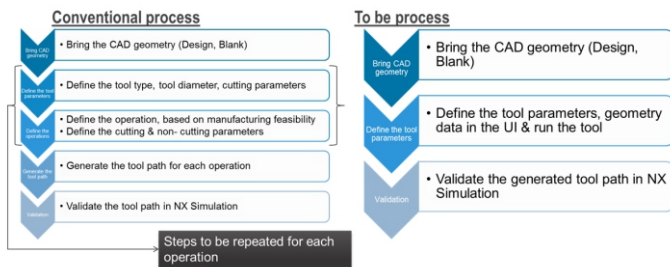 Conventional process
Bring CAD
geometry
• Bring the CAD geometry (Design, Blank)
Define the tool
parameters
• Define the tool type, tool diameter, cutting parameters
Define the
operations
• Define the operation, based on manufacturing feasibility
• Define the cutting & non- cutting parameters
Generate the
tool path
• Generate the tool path for each operation
Validation
• Validate the tool path in NX Simulation
Steps to be repeated for each
operation
To be process
Bring CAD
geometry
• Bring the CAD geometry (Design,
Blank)
Define the tool
parameters
• Define the tool parameters, geometry
data in the UI & run the tool
Validation
• Validate the generated tool path in NX
Simulation